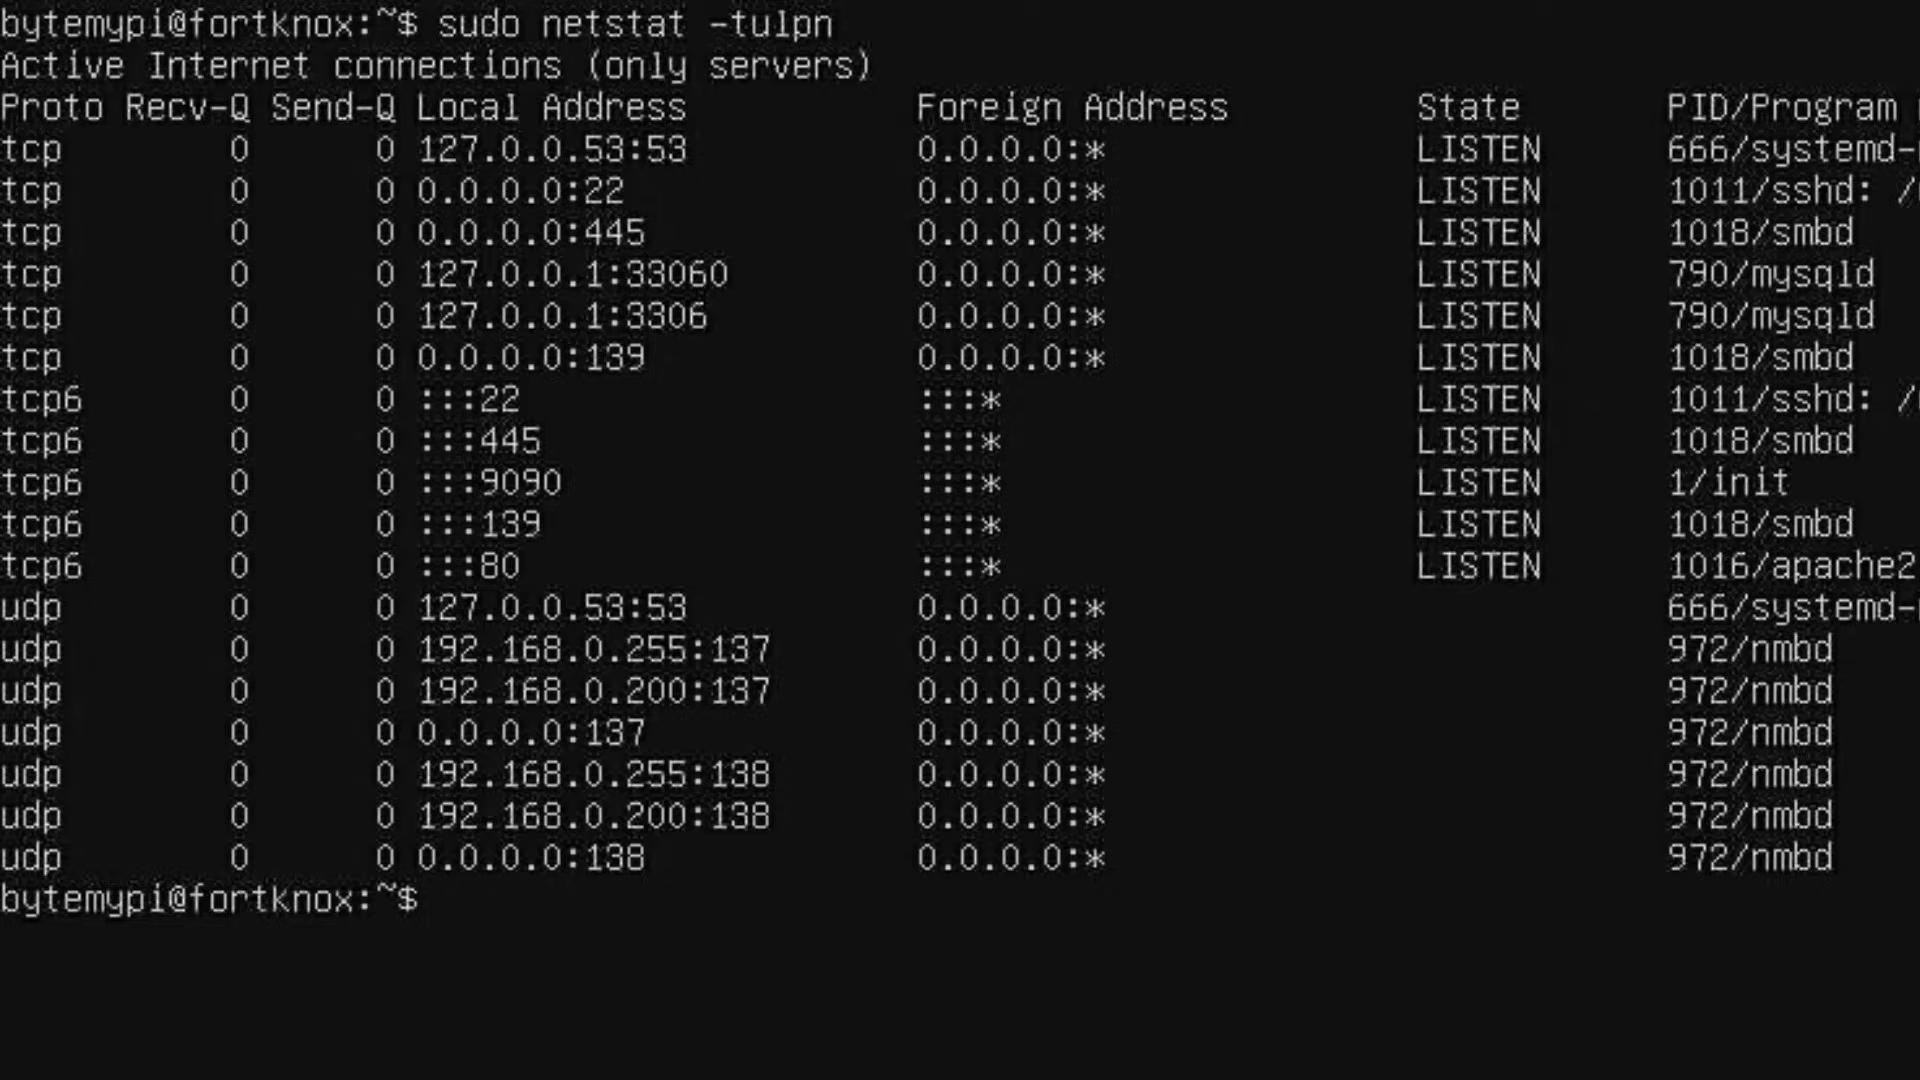 bytemypi@fortknox:~$ sudo netstat -tulpn
Active Internet connections (only servers)
Proto Recv-Q Send-Q Local Address           Foreign Address         State       PID/Program
tcp        0      0 127.0.0.53:53           0.0.0.0:*               LISTEN      666/systemd-
tcp        0      0 0.0.0.0:22              0.0.0.0:*               LISTEN      1011/sshd: /
tcp        0      0 0.0.0.0:445             0.0.0.0:*               LISTEN      1018/smbd
tcp        0      0 127.0.0.1:33060         0.0.0.0:*               LISTEN      790/mysqld
tcp        0      0 127.0.0.1:3306          0.0.0.0:*               LISTEN      790/mysqld
tcp        0      0 0.0.0.0:139             0.0.0.0:*               LISTEN      1018/smbd
tcp6       0      0 :::22                   :::*                    LISTEN      1011/sshd: /
tcp6       0      0 :::445                  :::*                    LISTEN      1018/smbd
tcp6       0      0 :::9090                 :::*                    LISTEN      1/init
tcp6       0      0 :::139                  :::*                    LISTEN      1018/smbd
tcp6       0      0 :::80                   :::*                    LISTEN      1016/apache2
udp        0      0 127.0.0.53:53           0.0.0.0:*                           666/systemd-
udp        0      0 192.168.0.255:137       0.0.0.0:*                           972/nmbd
udp        0      0 192.168.0.200:137       0.0.0.0:*                           972/nmbd
udp        0      0 0.0.0.0:137             0.0.0.0:*                           972/nmbd
udp        0      0 192.168.0.255:138       0.0.0.0:*                           972/nmbd
udp        0      0 192.168.0.200:138       0.0.0.0:*                           972/nmbd
udp        0      0 0.0.0.0:138             0.0.0.0:*                           972/nmbd
bytemypi@fortknox:~$